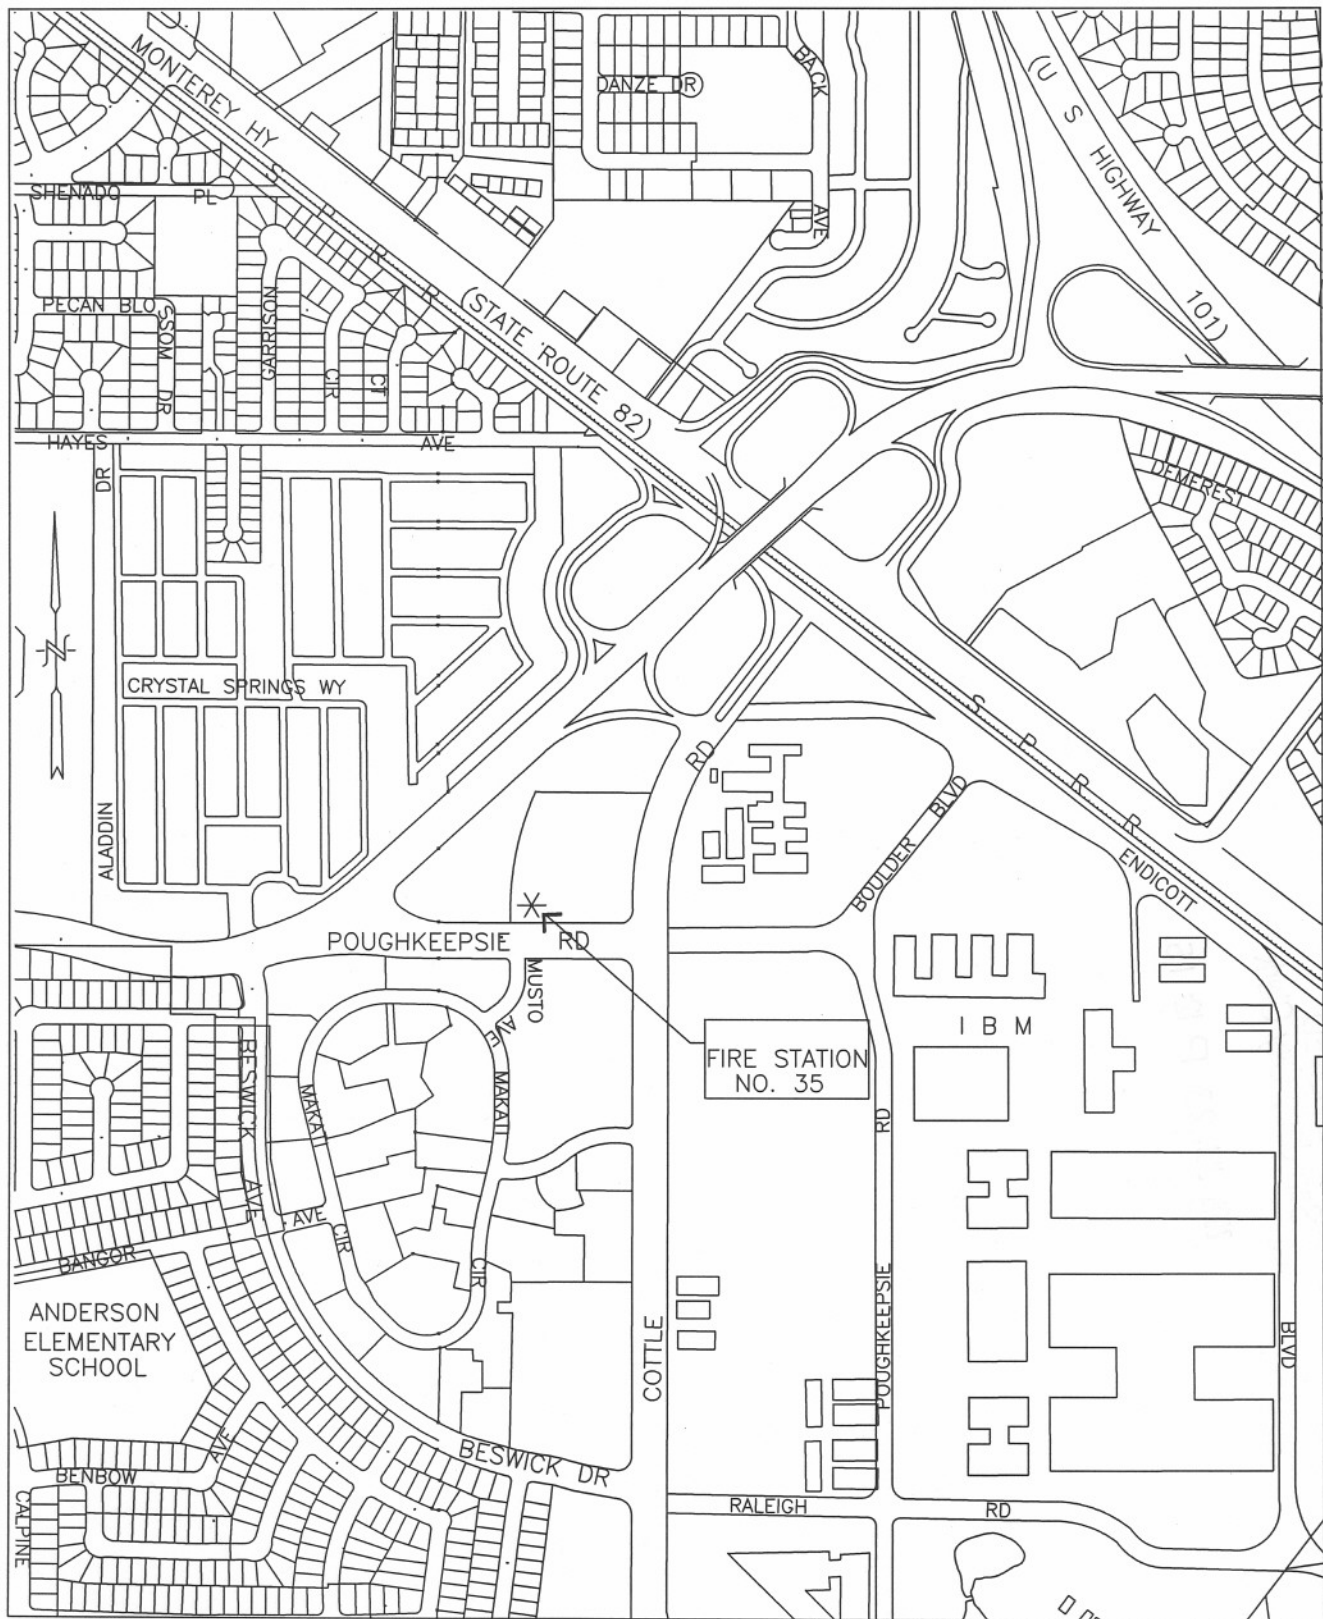 MONTEREY HY
DANZE DR
BACK
AVE
(U S HIGHWAY 101)
SHENADO PL
S P R R
(STATE ROUTE 82)
PECAN BLOSSOM DR
GARRISON
CIR
CT
HAYES AVE
DR
ALADDIN
DEMEREST
N
CRYSTAL SPRINGS WY
RD
S P R R
BOULDER BLVD
ENDICOTT
POUGHKEEPSIE RD
MUSTO
AVE
I B M
FIRE STATION
NO. 35
BESWICK
AVE
MAKATI
MAKATI
AVE
CIR
CIR
RD
POUGHKEEPSIE
BANGOR
ANDERSON
ELEMENTARY
SCHOOL
COTTLE
BLVD
AVE
BENBOW
BESWICK DR
CALPINE
RALEIGH RD